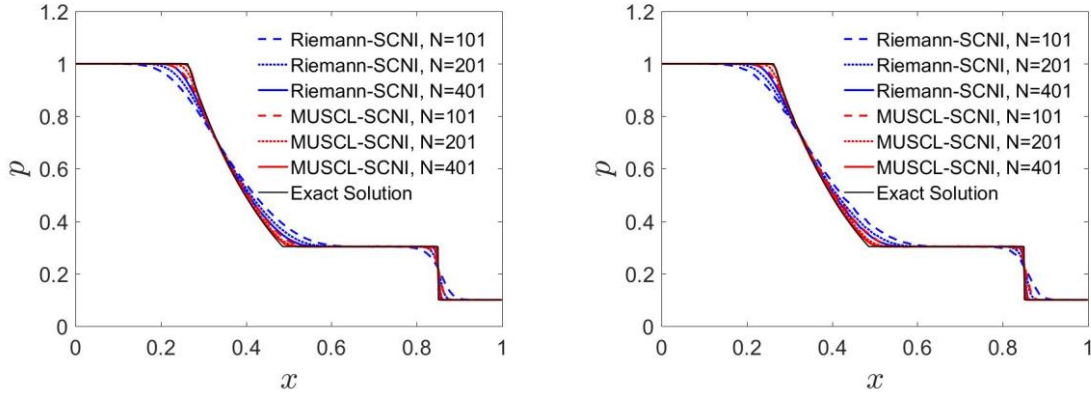 1.2
1
0.8
0.6
0.4
0.2
0
p
Riemann-SCNI, N=101
Riemann-SCNI, N=201
Riemann-SCNI, N=401
MUSCL-SCNI, N=101
MUSCL-SCNI, N=201
MUSCL-SCNI, N=401
Exact Solution
0 0.2 0.4 0.6 0.8 1
x
1.2
1
0.8
0.6
0.4
0.2
0
p
Riemann-SCNI, N=101
Riemann-SCNI, N=201
Riemann-SCNI, N=401
MUSCL-SCNI, N=101
MUSCL-SCNI, N=201
MUSCL-SCNI, N=401
Exact Solution
0 0.2 0.4 0.6 0.8 1
x